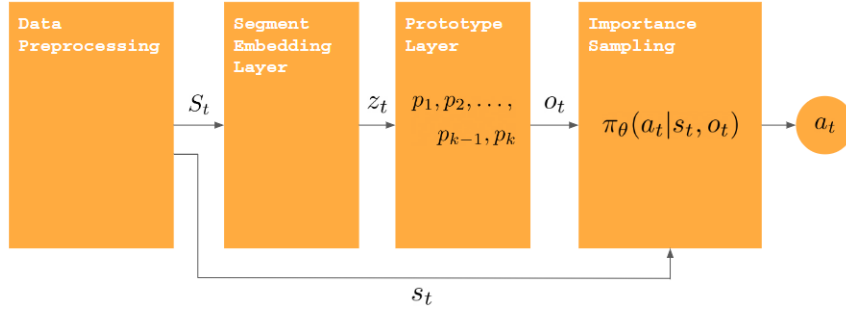 Data
Preprocessing
Segment
Embedding
Layer
Prototype
Layer
Importance
Sampling
S_t
z_t
p_1, p_2, ...,
p_{k-1}, p_k
o_t
π_θ(a_t|s_t, o_t)
a_t
s_t